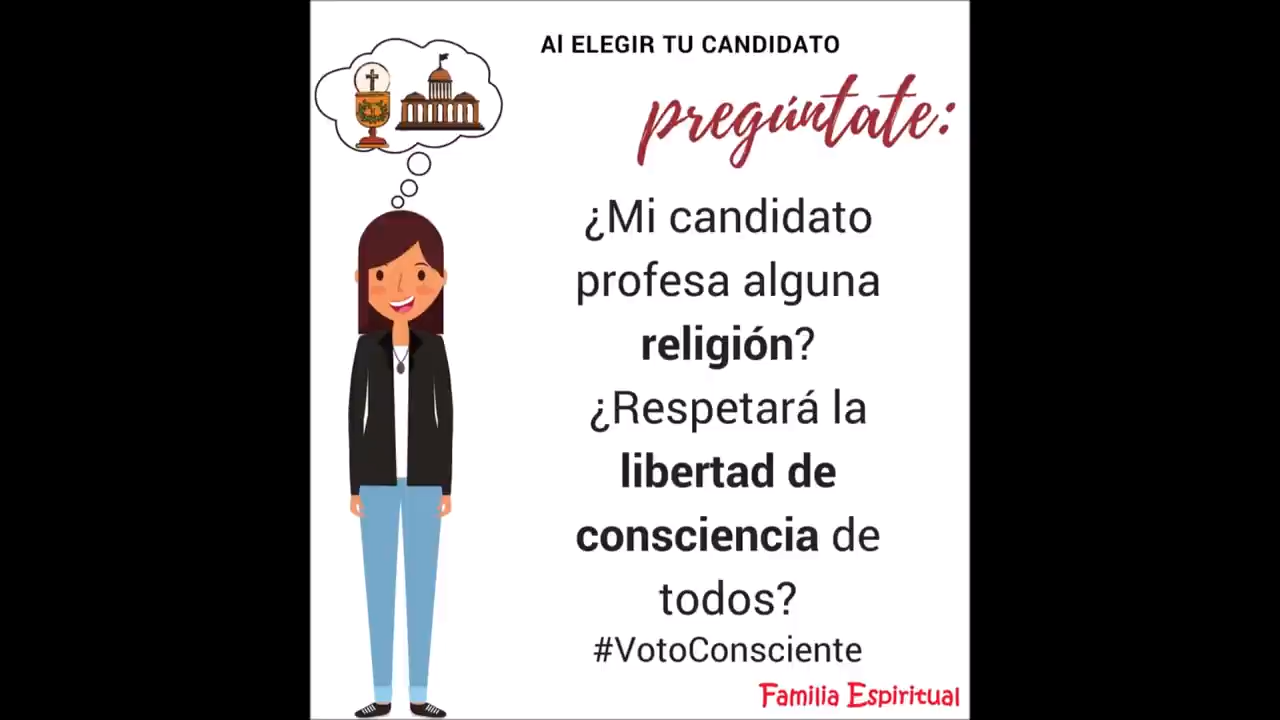 Al ELEGIR TU CANDIDATO
pregúntate:
¿Mi candidato
profesa alguna
religión?
¿Respetará la
libertad de
consciencia de
todos?
#VotoConsciente
Familia Espiritual